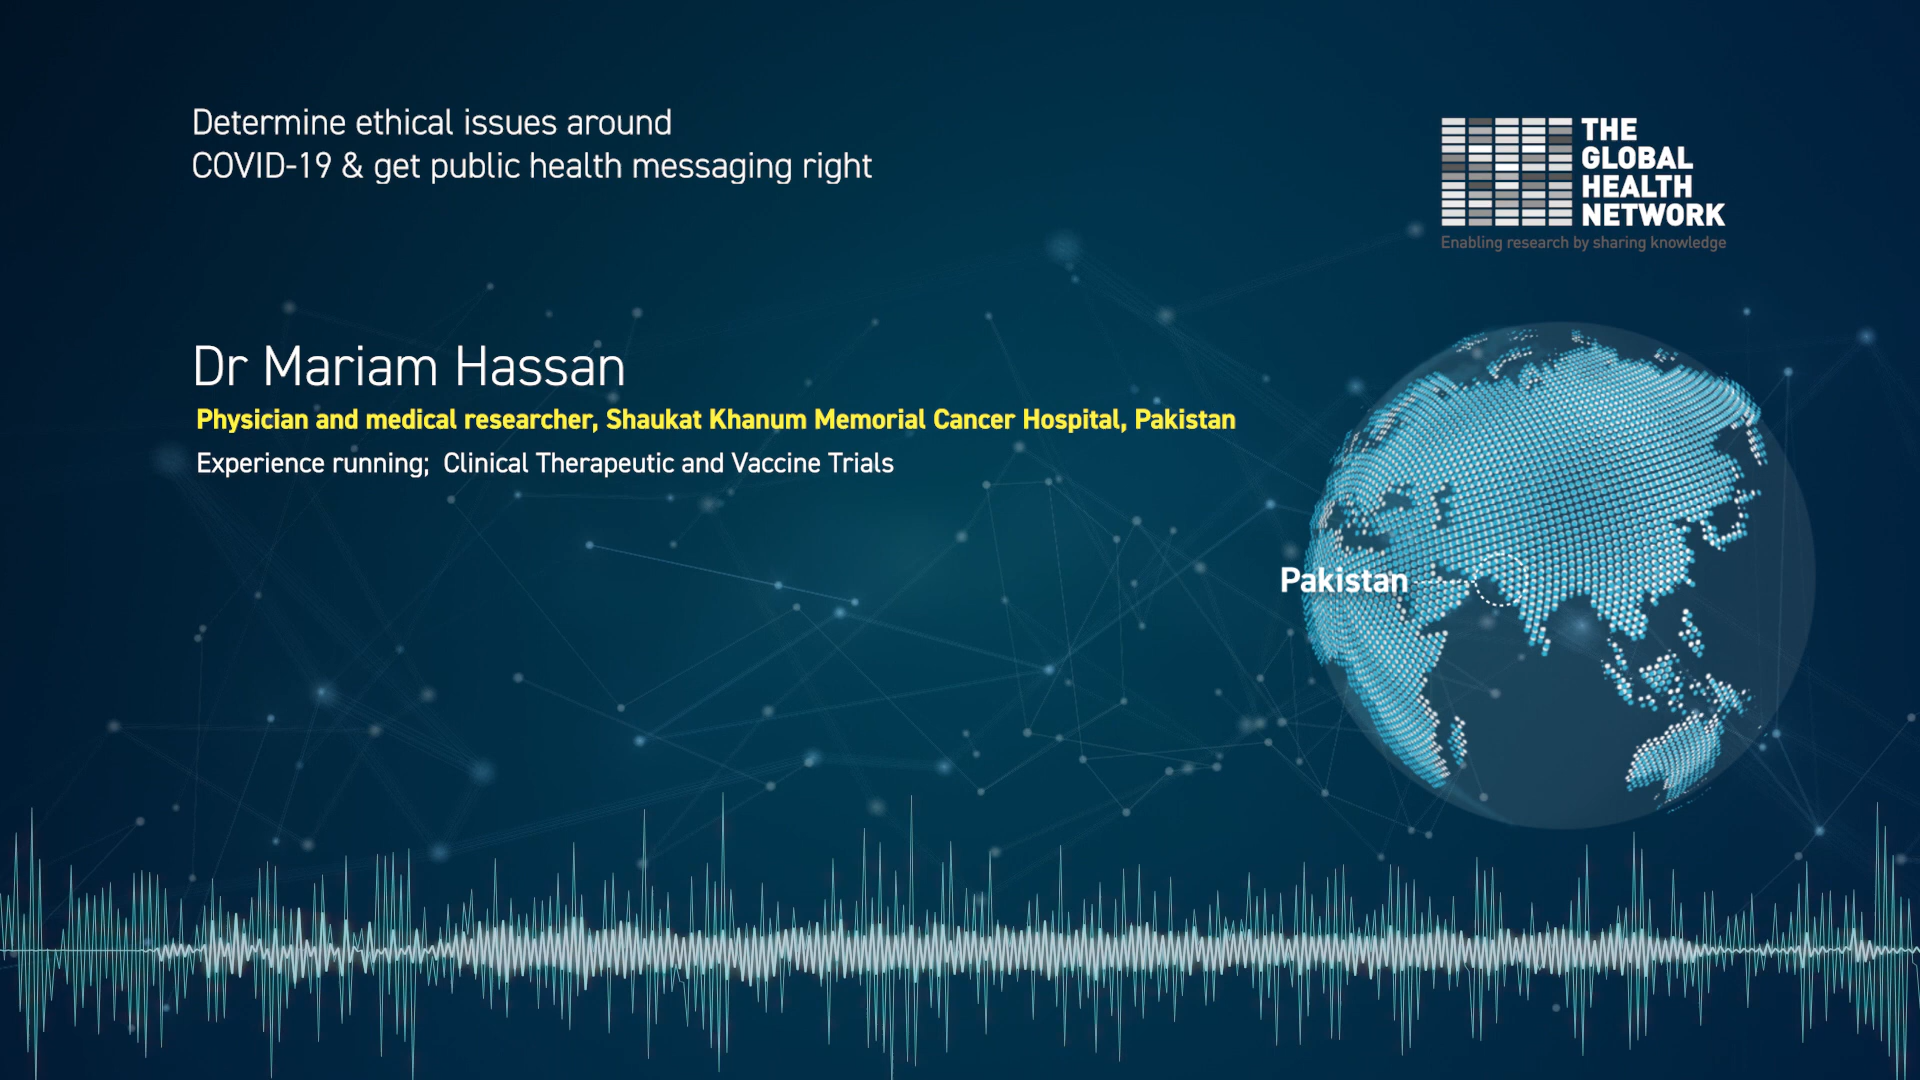 Determine ethical issues around
COVID-19 & get public health messaging right
THE
GLOBAL
HEALTH
NETWORK
Enabling research by sharing knowledge
Dr Mariam Hassan
Physician and medical researcher, Shaukat Khanum Memorial Cancer Hospital, Pakistan
Experience running; Clinical Therapeutic and Vaccine Trials
Pakistan